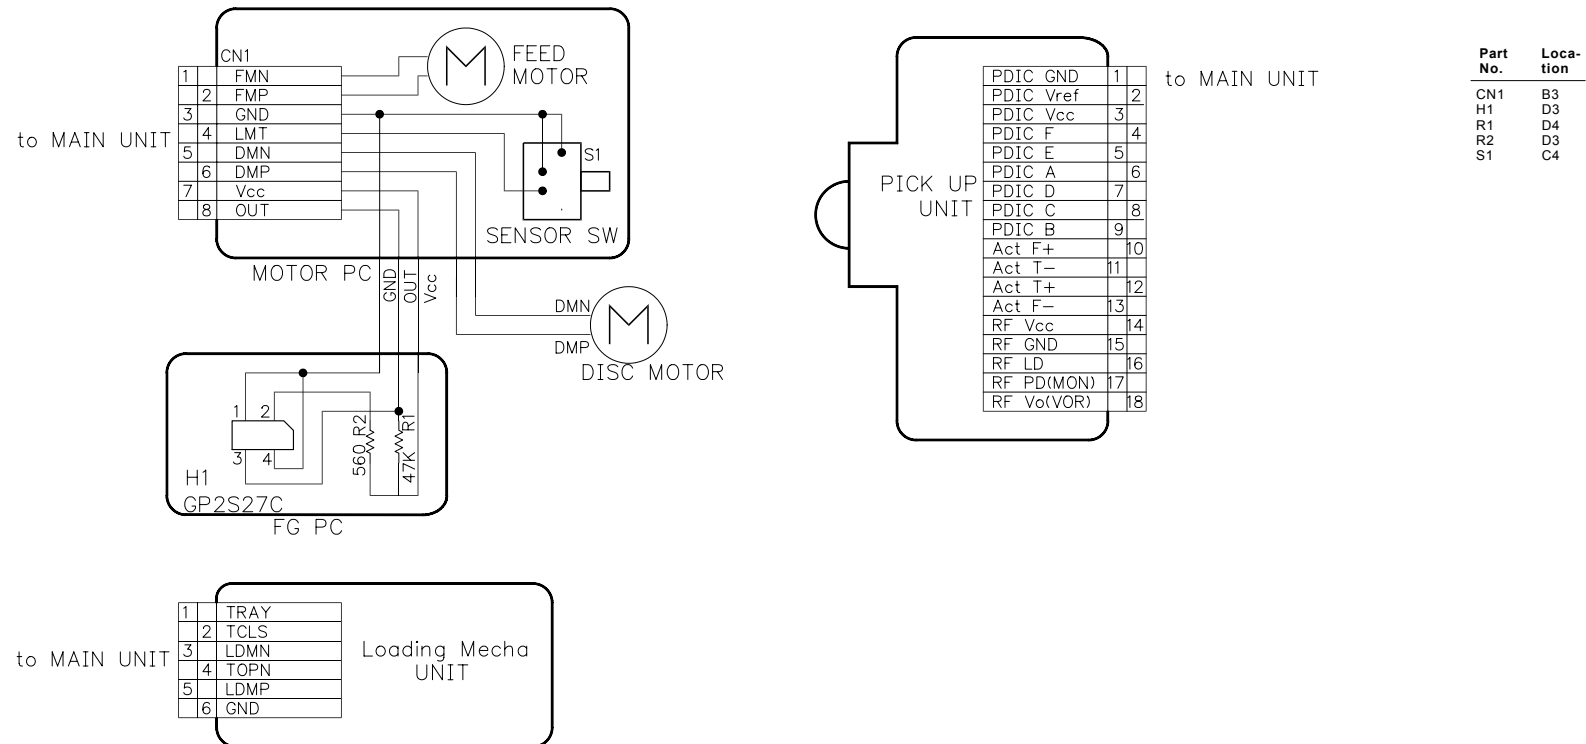 CN1
1 FMN
2 FMP
3 GND
4 LMT
5 DMN
6 DMP
7 Vcc
8 OUT
to MAIN UNIT
M
FEED
MOTOR
S1
SENSOR SW
MOTOR PC
GND
OUT
Vcc
DMN
DMP
M
DISC MOTOR
1 2
3 4
H1
GP2S27C
560 R2
47K R1
FG PC
to MAIN UNIT
1 TRAY
2 TCLS
3 LDMN
4 TOPN
5 LDMP
6 GND
Loading Mecha
UNIT
PICK UP
UNIT
PDIC GND 1
PDIC Vref 2
PDIC Vcc 3
PDIC F 4
PDIC E 5
PDIC A 6
PDIC D 7
PDIC C 8
PDIC B 9
Act F+ 10
Act T- 11
Act T+ 12
Act F- 13
RF Vcc 14
RF GND 15
RF LD 16
RF PD(MON) 17
RF Vo(VOR) 18
to MAIN UNIT
Part Loca-
No. tion
CN1 B3
H1 D3
R1 D4
R2 D3
S1 C4